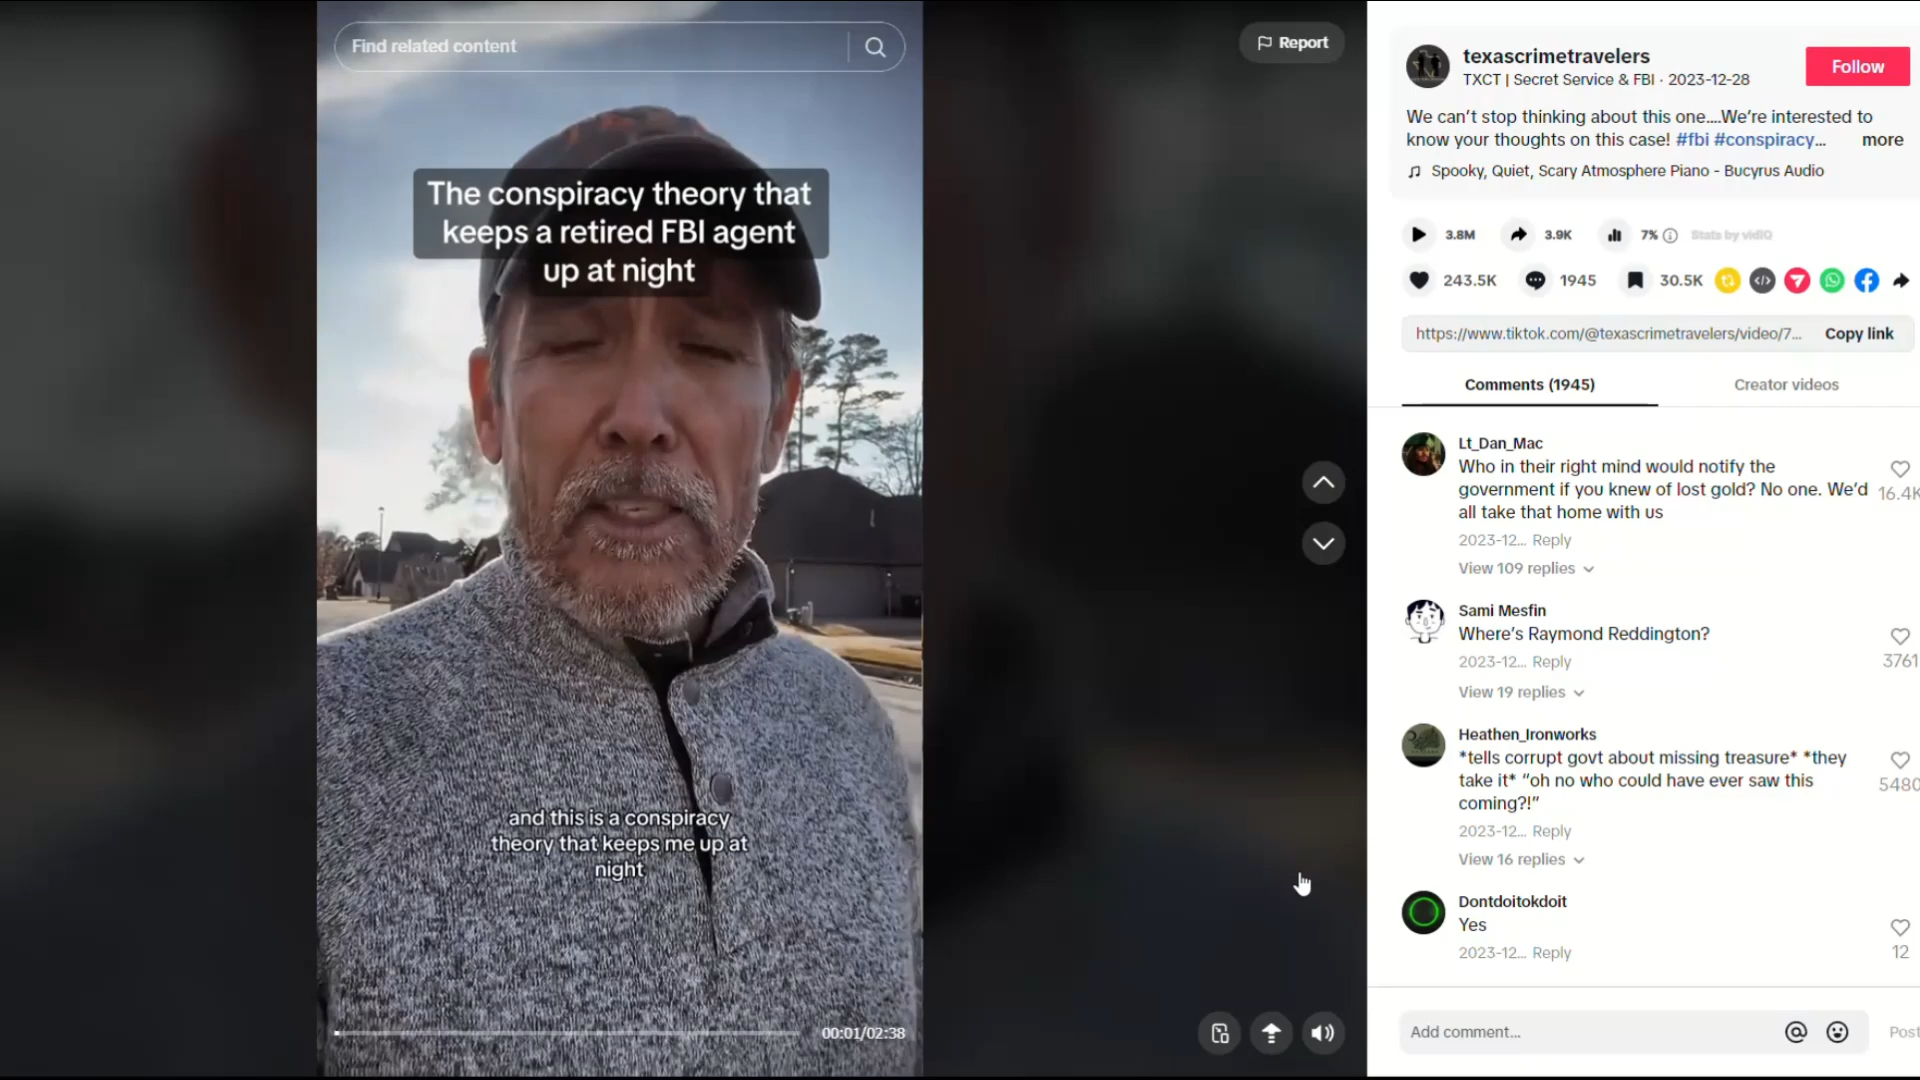 Find related content
Report
The conspiracy theory that
keeps a retired FBI agent
up at night
and this is a conspiracy
theory that keeps me up at
night
00:01/02:38
texascrimetravelers
TXCT | Secret Service & FBI · 2023-12-28
Follow
We can't stop thinking about this one....We're interested to
know your thoughts on this case! #fbi #conspiracy... more
Spooky, Quiet, Scary Atmosphere Piano - Bucyrus Audio
3.8M 3.9K 7% Stats by vidIQ
243.5K 1945 30.5K
https://www.tiktok.com/@texascrimetravelers/video/7... Copy link
Comments (1945) Creator videos
Lt_Dan_Mac
Who in their right mind would notify the
government if you knew of lost gold? No one. We'd
all take that home with us
16.4K
2023-12... Reply
View 109 replies
Sami Mesfin
Where's Raymond Reddington?
3761
2023-12... Reply
View 19 replies
Heathen_Ironworks
*tells corrupt govt about missing treasure* *they
take it* "oh no who could have ever saw this
coming?!"
5480
2023-12... Reply
View 16 replies
Dontdoitokdoit
Yes
12
2023-12... Reply
Add comment...
Post